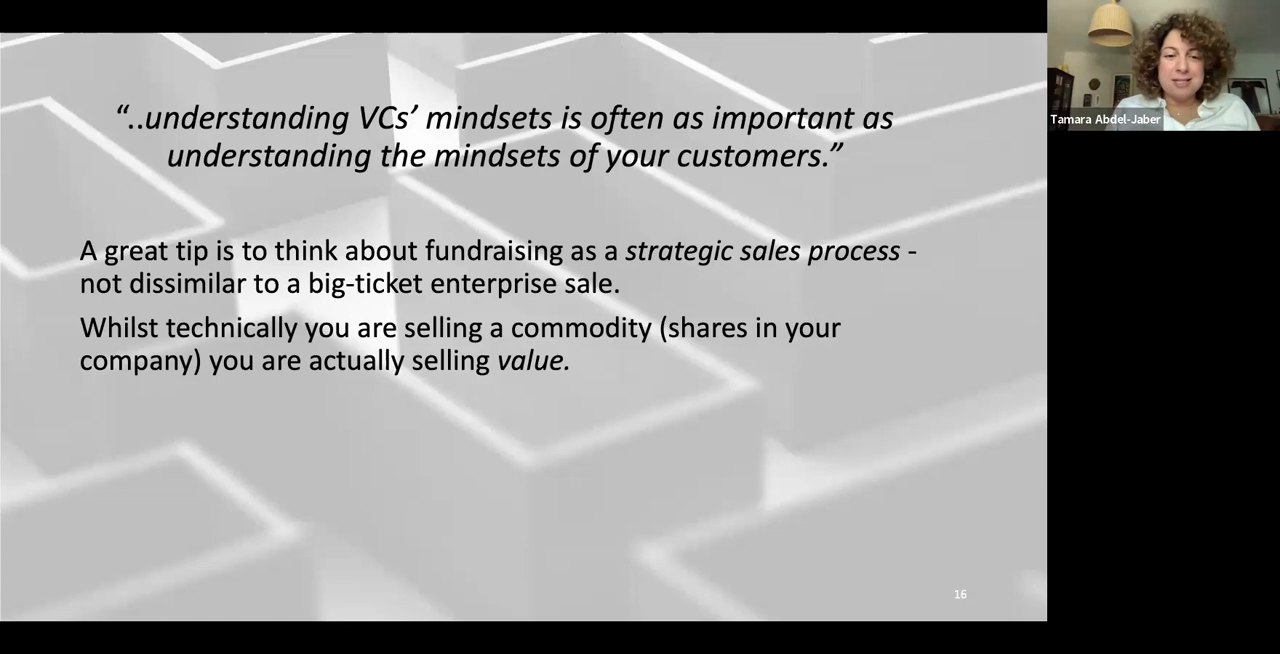 “..understanding VCs’ mindsets is often as important as
understanding the mindsets of your customers.”
A great tip is to think about fundraising as a strategic sales process -
not dissimilar to a big-ticket enterprise sale.
Whilst technically you are selling a commodity (shares in your
company) you are actually selling value.
16
Tamara Abdel-Jaber